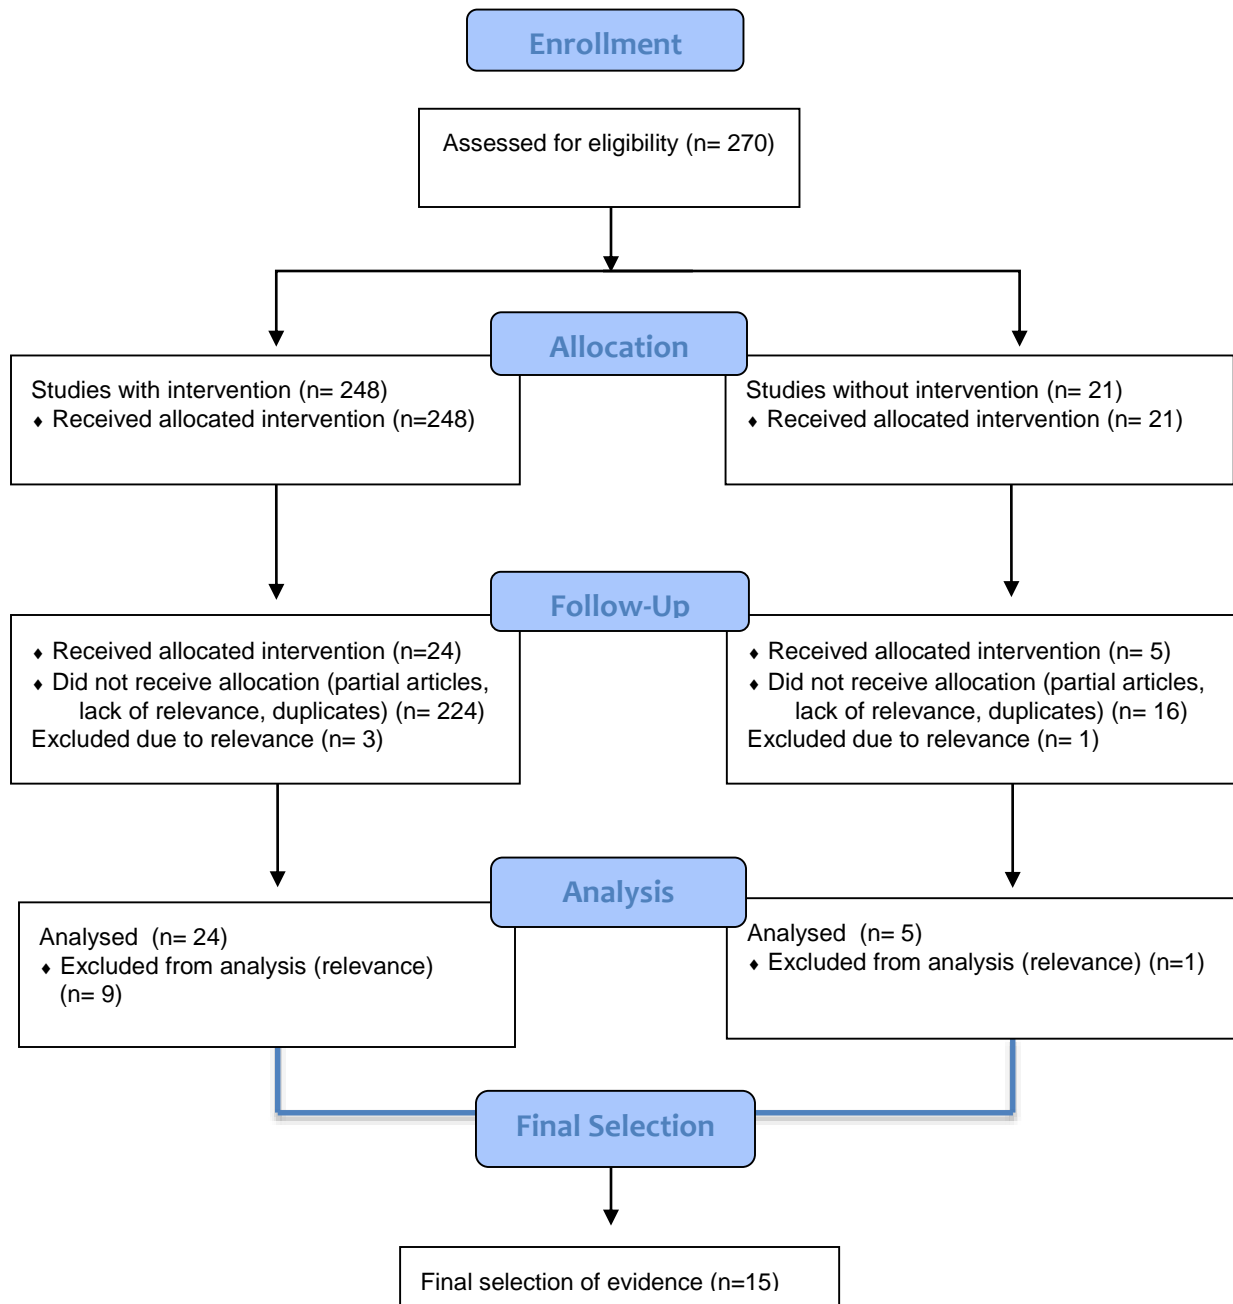 Enrollment
Assessed for eligibility (n= 270)
Allocation
Studies with intervention (n= 248)
♦ Received allocated intervention (n=248)
Studies without intervention (n= 21)
♦ Received allocated intervention (n= 21)
Follow-Up
♦ Received allocated intervention (n=24)
♦ Did not receive allocation (partial articles,
lack of relevance, duplicates) (n= 224)
Excluded due to relevance (n= 3)
♦ Received allocated intervention (n= 5)
♦ Did not receive allocation (partial articles,
lack of relevance, duplicates) (n= 16)
Excluded due to relevance (n= 1)
Analysis
Analysed (n= 24)
♦ Excluded from analysis (relevance)
(n= 9)
Analysed (n= 5)
♦ Excluded from analysis (relevance) (n=1)
Final Selection
Final selection of evidence (n=15)